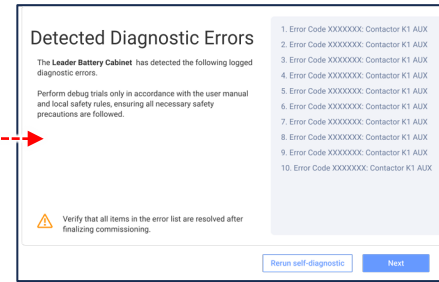 Detected Diagnostic Errors
The Leader Battery Cabinet has detected the following logged
diagnostic errors.
Perform debug trials only in accordance with the user manual
and local safety rules, ensuring all necessary safety
precautions are followed.
Verify that all items in the error list are resolved after
finalizing commissioning.
1. Error Code XXXXXXX: Contactor K1 AUX
2. Error Code XXXXXXX: Contactor K1 AUX
3. Error Code XXXXXXX: Contactor K1 AUX
4. Error Code XXXXXXX: Contactor K1 AUX
5. Error Code XXXXXXX: Contactor K1 AUX
6. Error Code XXXXXXX: Contactor K1 AUX
7. Error Code XXXXXXX: Contactor K1 AUX
8. Error Code XXXXXXX: Contactor K1 AUX
9. Error Code XXXXXXX: Contactor K1 AUX
10. Error Code XXXXXXX: Contactor K1 AUX
Rerun self-diagnostic
Next